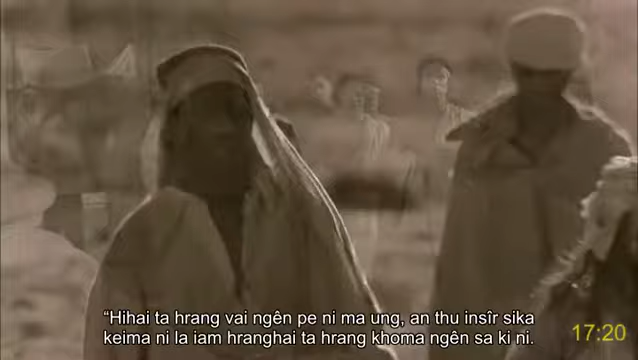 “Hihai ta hrang vai ngên pe ni ma ung, an thu insîr sika
keima ni la iam hranghai ta hrang khoma ngên sa ki ni.
17:20